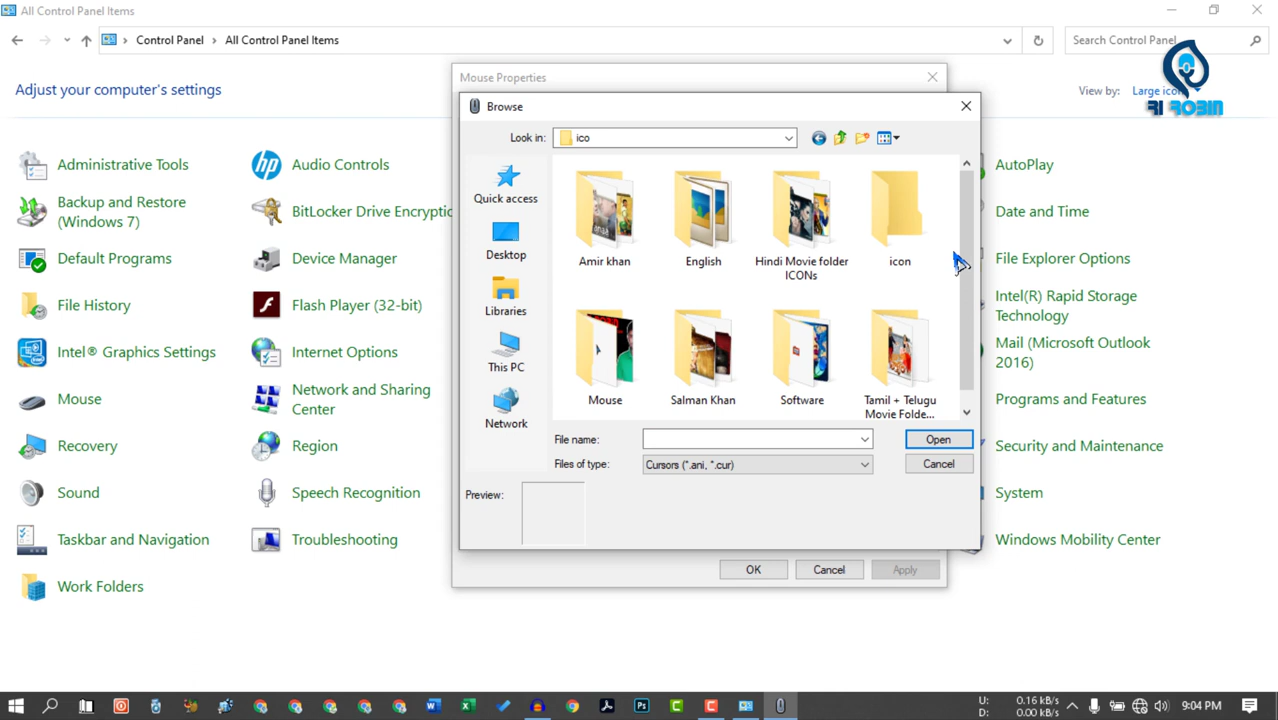 All Control Panel Items
Control Panel
All Control Panel Items
Search Control Panel
Adjust your computer's settings
View by:
Large
RI ROBIN
Mouse Properties
Browse
Look in:
ico
Quick access
Desktop
Libraries
This PC
Network
Amir khan
English
Hindi Movie folder
ICONs
icon
Mouse
Salman Khan
Software
Tamil + Telugu
Movie Folde...
File name:
Open
Files of type:
Cursors (*.ani, *.cur)
Cancel
Preview:
OK
Cancel
Apply
Administrative Tools
Audio Controls
AutoPlay
Backup and Restore
(Windows 7)
BitLocker Drive Encryptic
Date and Time
Default Programs
Device Manager
File Explorer Options
File History
Flash Player (32-bit)
Intel(R) Rapid Storage
Technology
Intel® Graphics Settings
Internet Options
Mail (Microsoft Outlook
2016)
Mouse
Network and Sharing
Center
Programs and Features
Recovery
Region
Security and Maintenance
Sound
Speech Recognition
System
Taskbar and Navigation
Troubleshooting
Windows Mobility Center
Work Folders
U: 0.16 kB/s
D: 0.00 kB/s
9:04 PM